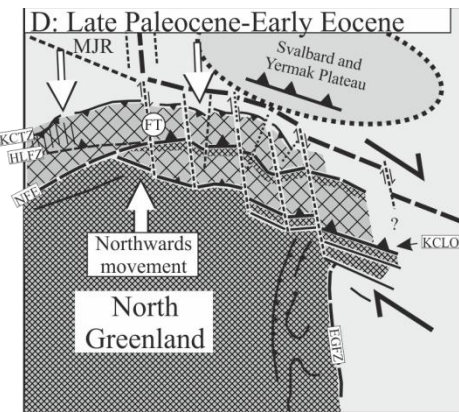 D: Late Paleocene-Early Eocene
MJR
Svalbard and
Yermak Plateau
KCTZ
FT
HLFZ
NFF
?
KCLO
Northwards
movement
North
Greenland
EGFZ